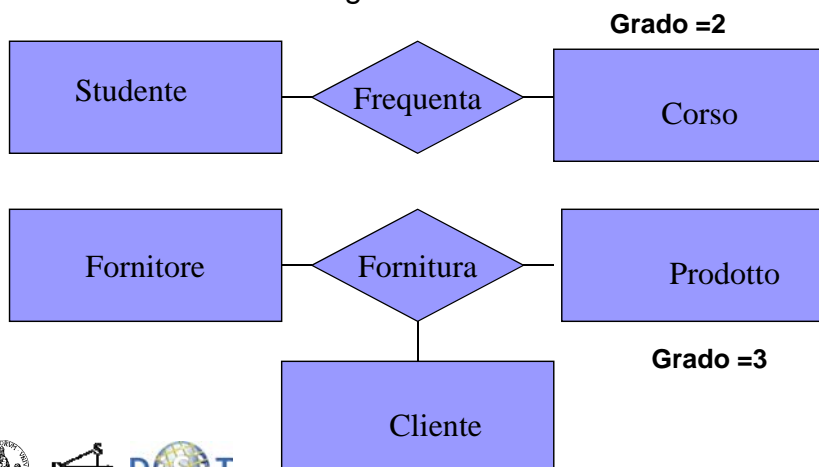 Grado =2
Studente
Frequenta
Corso
Fornitore
Fornitura
Prodotto
Grado =3
Cliente